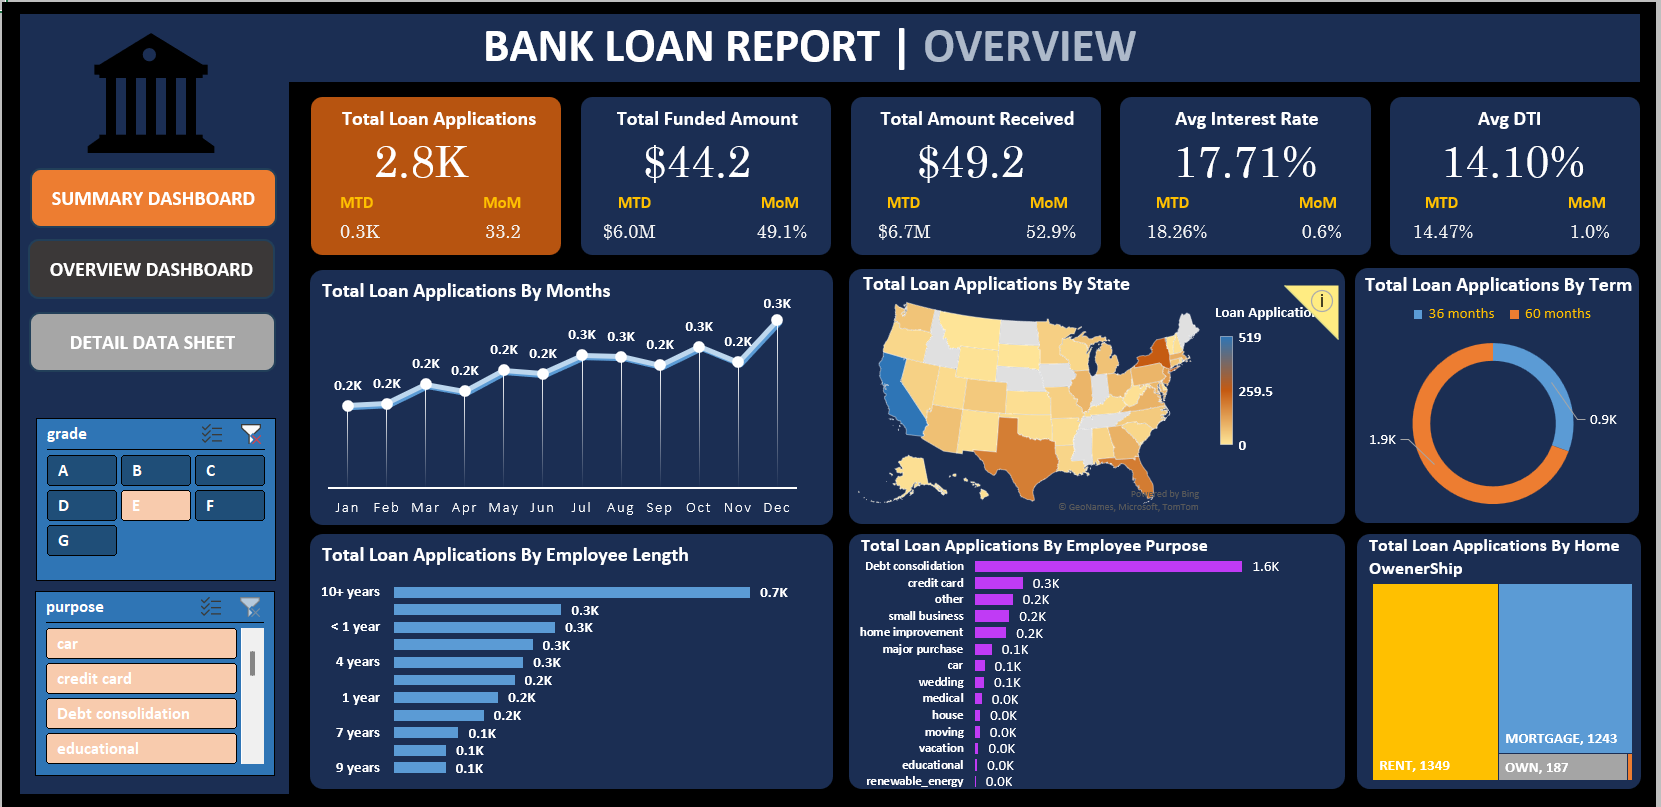 BANK LOAN REPORT | OVERVIEW
SUMMARY DASHBOARD
OVERVIEW DASHBOARD
DETAIL DATA SHEET
grade
A
B
C
D
E
F
G
purpose
car
credit card
Debt consolidation
educational
Total Loan Applications
2.8K
MTD MoM
0.3K 33.2
Total Funded Amount
$44.2
MTD MoM
$6.0M 49.1%
Total Amount Received
$49.2
MTD MoM
$6.7M 52.9%
Avg Interest Rate
17.71%
MTD MoM
18.26% 0.6%
Avg DTI
14.10%
MTD MoM
14.47% 1.0%
Total Loan Applications By Months
0.2K 0.2K 0.2K 0.2K 0.2K 0.2K 0.3K 0.3K 0.2K 0.3K 0.2K 0.3K
Jan Feb Mar Apr May Jun Jul Aug Sep Oct Nov Dec
Total Loan Applications By State
Loan Applicatio
519
259.5
0
Powered by Bing
© GeoNames, Microsoft, TomTom
Total Loan Applications By Term
36 months 60 months
0.9K
1.9K
Total Loan Applications By Employee Length
10+ years 0.7K
0.3K
< 1 year 0.3K
0.3K
4 years 0.3K
0.2K
1 year 0.2K
0.2K
7 years 0.1K
0.1K
9 years 0.1K
Total Loan Applications By Employee Purpose
Debt consolidation 1.6K
credit card 0.3K
other 0.2K
small business 0.2K
home improvement 0.2K
major purchase 0.1K
car 0.1K
wedding 0.1K
medical 0.0K
house 0.0K
moving 0.0K
vacation 0.0K
educational 0.0K
renewable_energy 0.0K
Total Loan Applications By Home
OwenerShip
MORTGAGE, 1243
RENT, 1349
OWN, 187